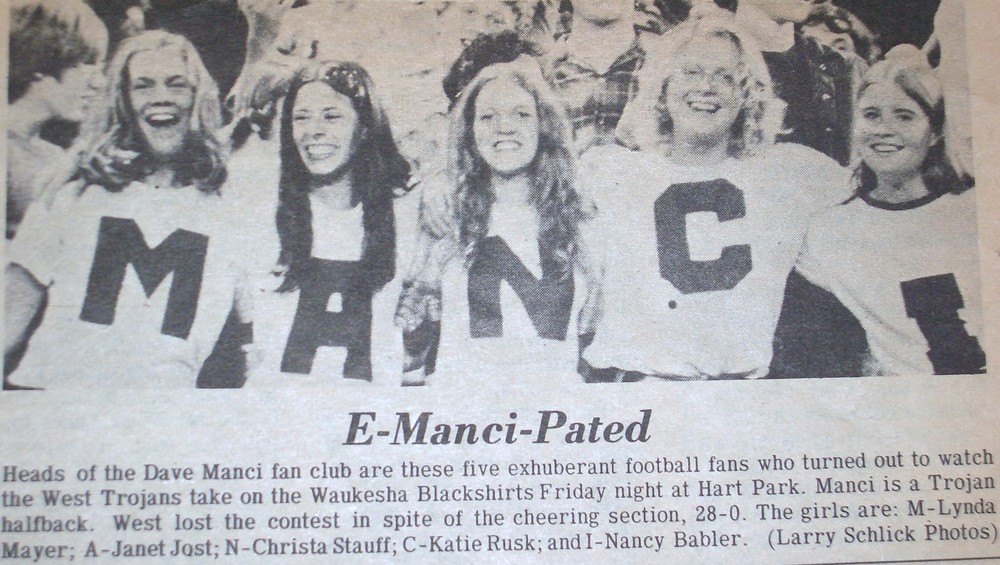 M A N C I
E-Manci-Pated
Heads of the Dave Manci fan club are these five exhuberant football fans who turned out to watch
the West Trojans take on the Waukesha Blackshirts Friday night at Hart Park. Manci is a Trojan
halfback. West lost the contest in spite of the cheering section, 28-0. The girls are: M-Lynda
Mayer; A-Janet Jost; N-Christa Stauff; C-Katie Rusk; and I-Nancy Babler. (Larry Schlick Photos)